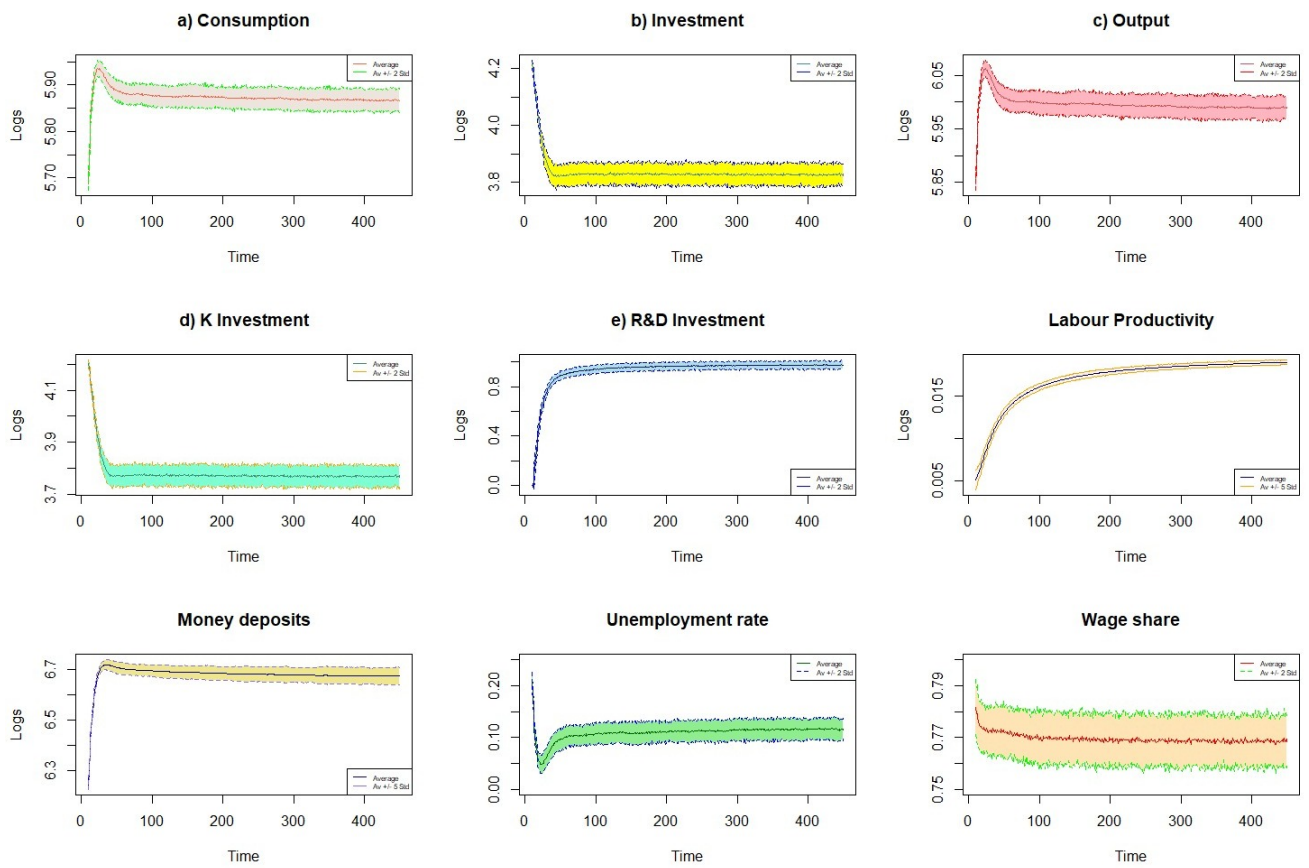 a) Consumption
Logs
5.70 5.80 5.90
Average
Av +/- 2 Std
0 100 200 300 400
Time
b) Investment
Logs
3.8 4.0 4.2
Average
Av +/- 2 Std
0 100 200 300 400
Time
c) Output
Logs
5.85 5.95 6.05
Average
Av +/- 2 Std
0 100 200 300 400
Time
d) K Investment
Logs
3.7 3.9 4.1
Average
Av +/- 2 Std
0 100 200 300 400
Time
e) R&D Investment
Logs
0.0 0.4 0.8
Average
Av +/- 2 Std
0 100 200 300 400
Time
Labour Productivity
Logs
0.005 0.015
Average
Av +/- 5 Std
0 100 200 300 400
Time
Money deposits
Logs
6.3 6.5 6.7
Average
Av +/- 5 Std
0 100 200 300 400
Time
Unemployment rate
Logs
0.00 0.10 0.20
Average
Av +/- 2 Std
0 100 200 300 400
Time
Wage share
Logs
0.75 0.77 0.79
Average
Av +/- 2 Std
0 100 200 300 400
Time